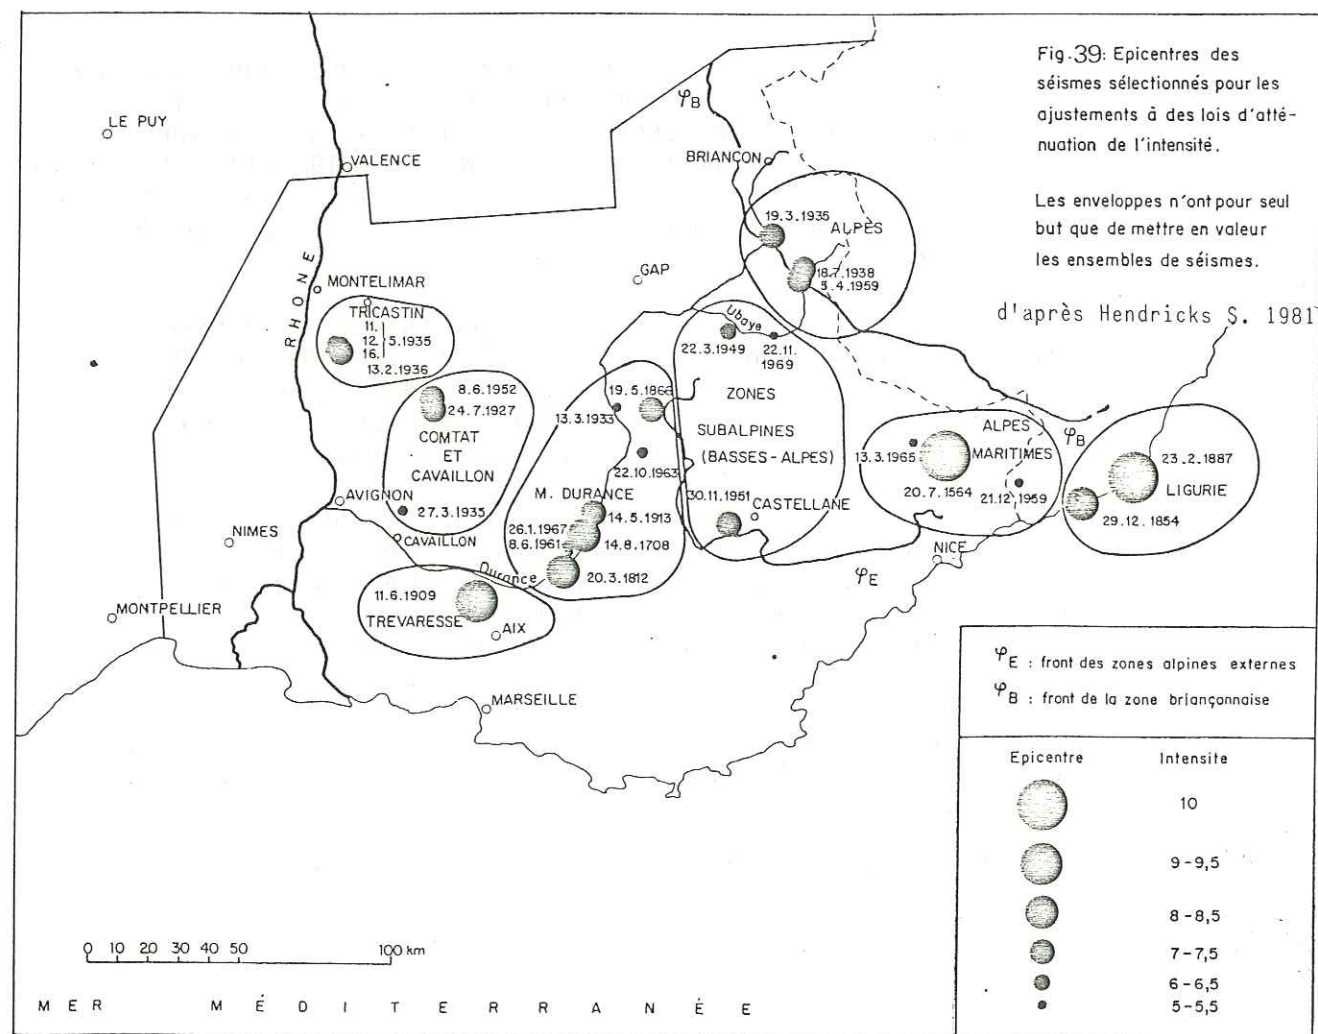 Fig.39: Epicentres des
séismes sélectionnés pour les
ajustements à des lois d'atté-
nuation de l'intensité.
Les enveloppes n'ont pour seul
but que de mettre en valeur
les ensembles de séismes.
d'après Hendricks S. 1981
φB
LE PUY
VALENCE
BRIANÇON
19.3.1935
ALPES
18.7.1938
5.4.1959
GAP
RHONE
MONTELIMAR
TRICASTIN
11.
12. 5.1935
16.
13.2.1936
Ubaye
22.3.1949
22.11.
1969
8.6.1952
24.7.1927
COMTAT
ET
CAVAILLON
27.3.1935
AVIGNON
CAVAILLON
NIMES
MONTPELLIER
19.5.1866
13.3.1933
22.10.1963
M. DURANCE
14.5.1913
26.1.1967
8.6.1961
14.8.1708
20.3.1812
Durance
ZONES
SUBALPINES
(BASSES-ALPES)
30.11.1951
CASTELLANE
ALPES
MARITIMES
13.3.1965
20.7.1564
21.12.1959
φB
23.2.1887
LIGURIE
29.12.1854
NICE
φE
11.6.1909
TREVARESSE
AIX
MARSEILLE
φE : front des zones alpines externes
φB : front de la zone briançonnaise
Epicentre Intensite
10
9-9,5
8-8,5
7-7,5
6-6,5
5-5,5
0 10 20 30 40 50 100 km
MER MÉDITERRANÉE